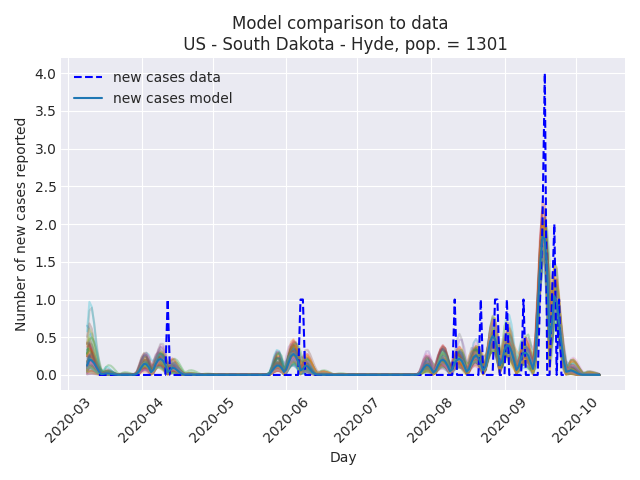 Model comparison to data
US - South Dakota - Hyde, pop. = 1301
new cases data
new cases model
Number of new cases reported
4.0
3.5
3.0
2.5
2.0
1.5
1.0
0.5
0.0
2020-03
2020-04
2020-05
2020-06
2020-07
2020-08
2020-09
2020-10
Day